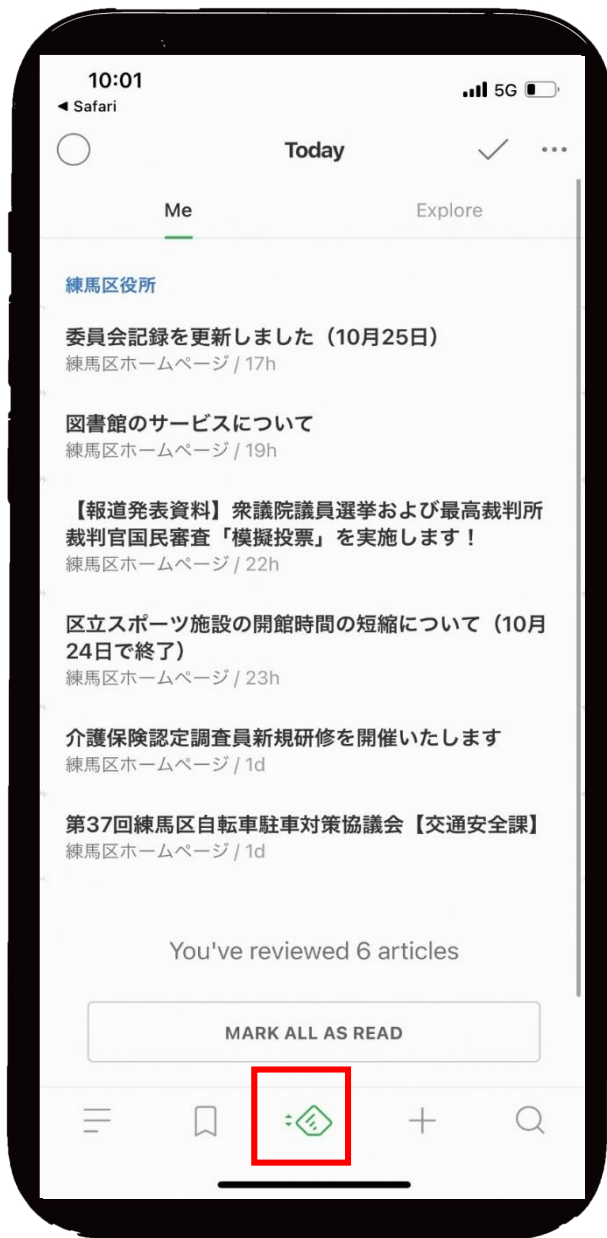 10:01
5G
◀ Safari
Today
Me
Explore
練馬区役所
委員会記録を更新しました（10月25日）
練馬区ホームページ / 17h
図書館のサービスについて
練馬区ホームページ / 19h
【報道発表資料】衆議院議員選挙および最高裁判所
裁判官国民審査「模擬投票」を実施します！
練馬区ホームページ / 22h
区立スポーツ施設の開館時間の短縮について（10月
24日で終了）
練馬区ホームページ / 23h
介護保険認定調査員新規研修を開催いたします
練馬区ホームページ / 1d
第37回練馬区自転車駐車対策協議会【交通安全課】
練馬区ホームページ / 1d
You've reviewed 6 articles
MARK ALL AS READ